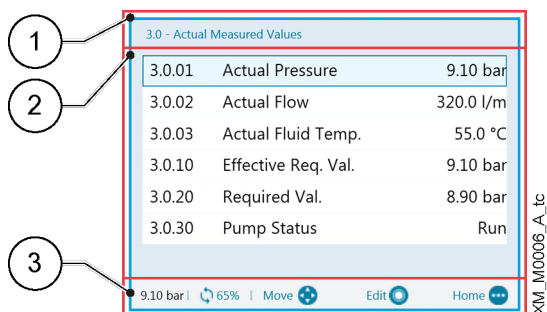 1
3.0 - Actual Measured Values
2
3.0.01 Actual Pressure 9.10 bar
3.0.02 Actual Flow 320.0 l/m
3.0.03 Actual Fluid Temp. 55.0 °C
3.0.10 Effective Req. Val. 9.10 bar
3.0.20 Required Val. 8.90 bar
3.0.30 Pump Status Run
3
9.10 bar | 65% | Move Edit Home
XM_M0006_A_tc